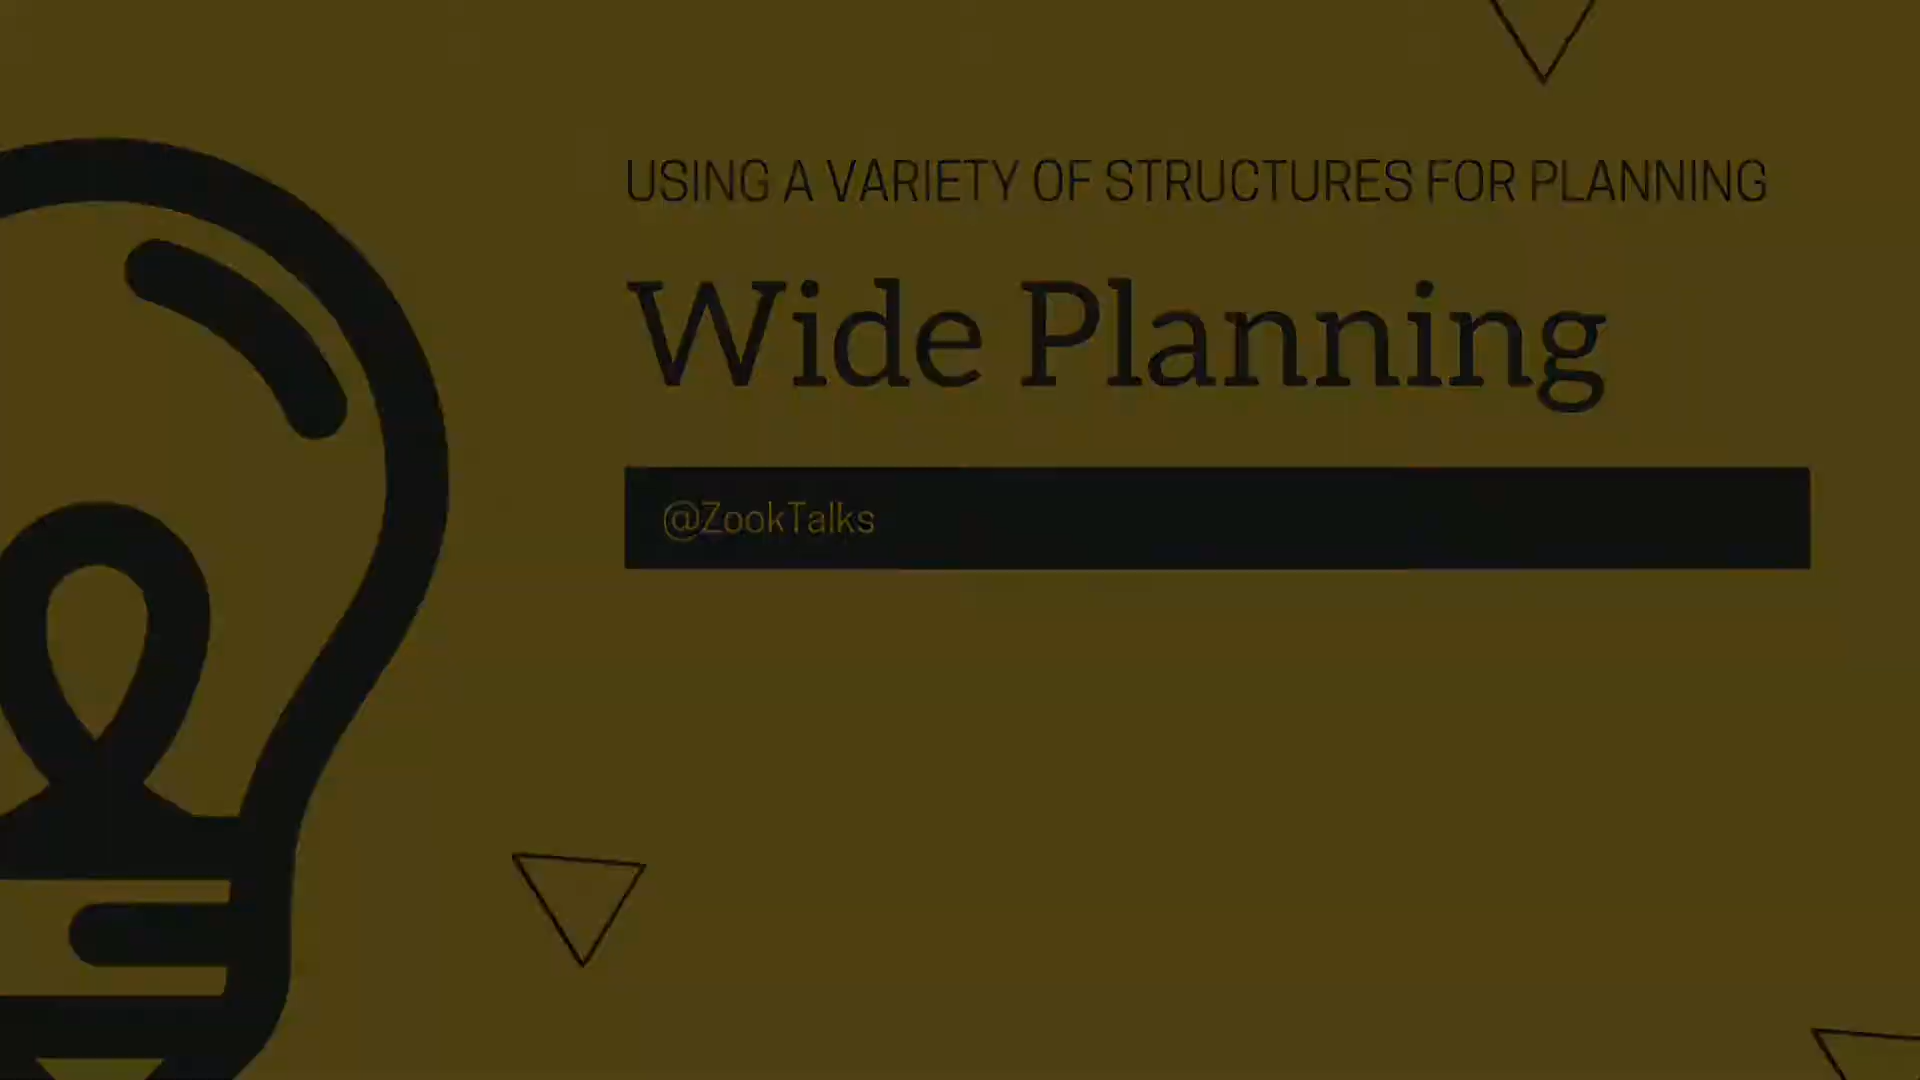 USING A VARIETY OF STRUCTURES FOR PLANNING
Wide Planning
@ZookTalks